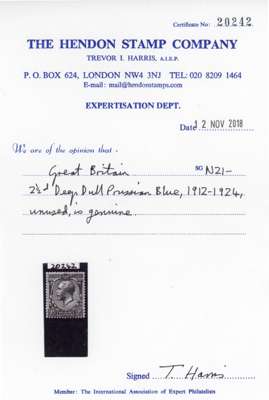 Certificate No: 20242
THE HENDON STAMP COMPANY
TREVOR I. HARRIS, A.I.E.P.
P. O. BOX 624, LONDON NW4 3NJ TEL: 020 8209 1464
E-mail: mail@hendonstamps.com
EXPERTISATION DEPT.
Date 12 NOV 2018
We are of the opinion that -
Great Britain SG N21-
2½d Deep Dull Prussian Blue, 1912-1924,
unused, is genuine
20242
Signed T. Harris
Member: The International Association of Expert Philatelists